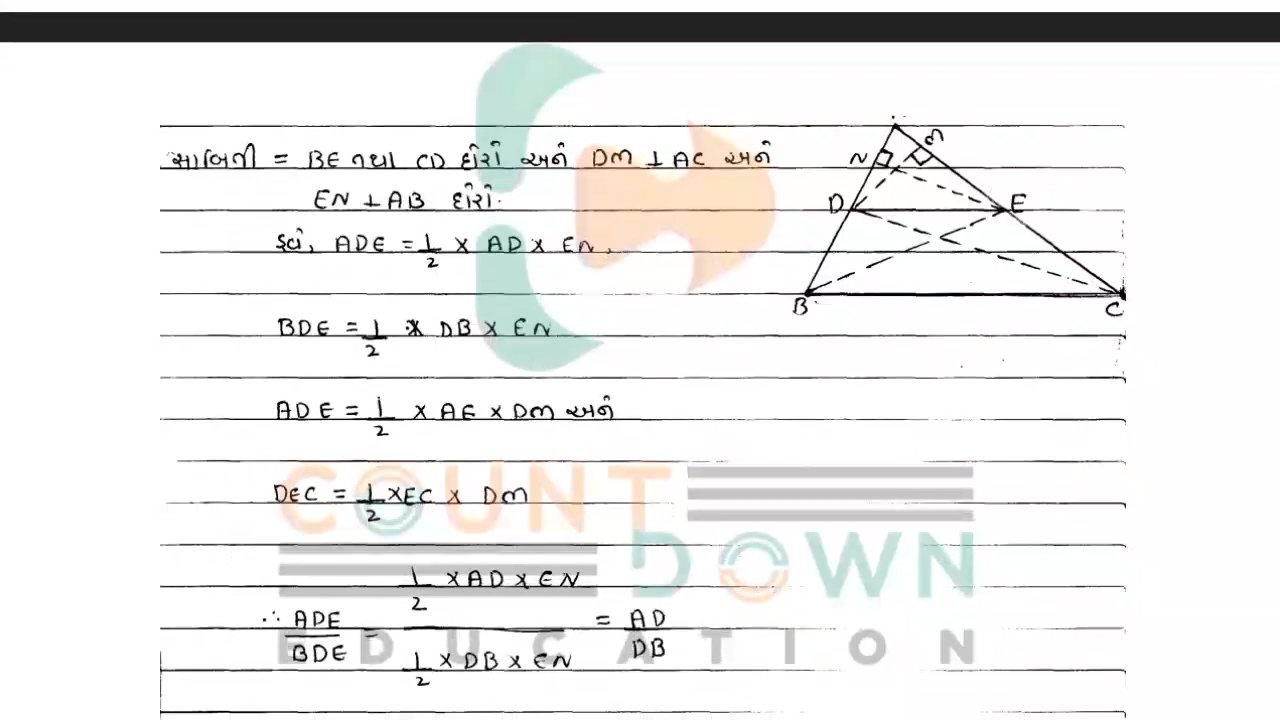 સાબિતી = BE તથા CD દોરો અને DM ⊥ AC અને
EN ⊥ AB દોરો.
હવે, ADE = 1/2 × AD × EN,
BDE = 1/2 × DB × EN
ADE = 1/2 × AE × DM અને
DEC = 1/2 × EC × DM
∴ ADE/BDE = (1/2 × AD × EN)/(1/2 × DB × EN) = AD/DB
N M
D E
B C
COUNT
DOWN
EDUCATION